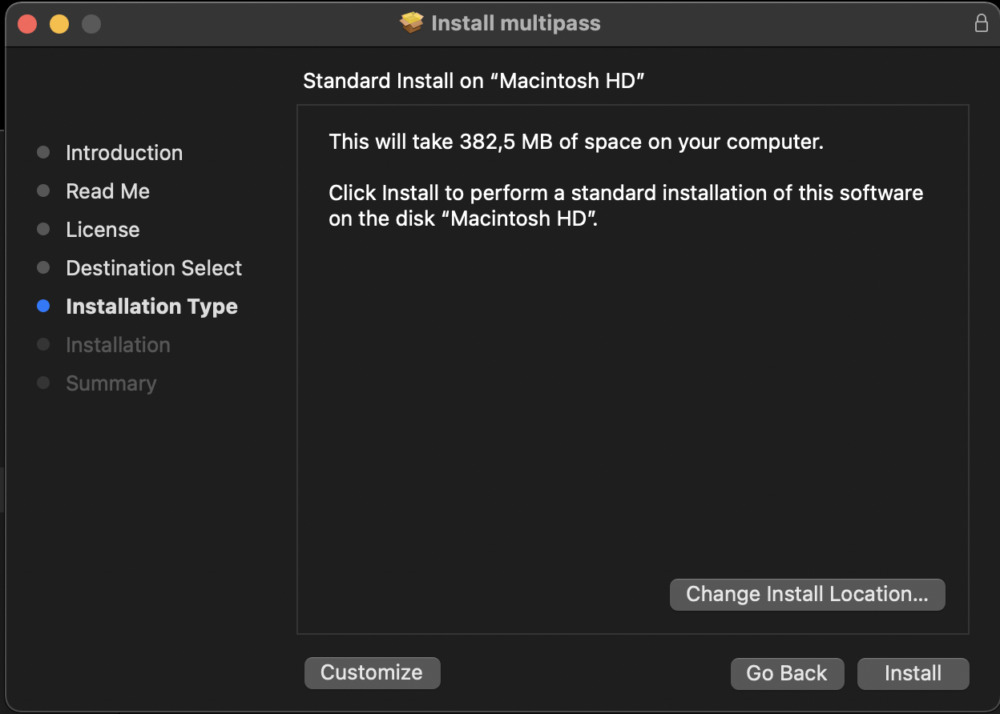 Install multipass
Standard Install on “Macintosh HD”
Introduction
Read Me
License
Destination Select
Installation Type
Installation
Summary
This will take 382,5 MB of space on your computer.
Click Install to perform a standard installation of this software
on the disk “Macintosh HD”.
Change Install Location...
Customize
Go Back
Install